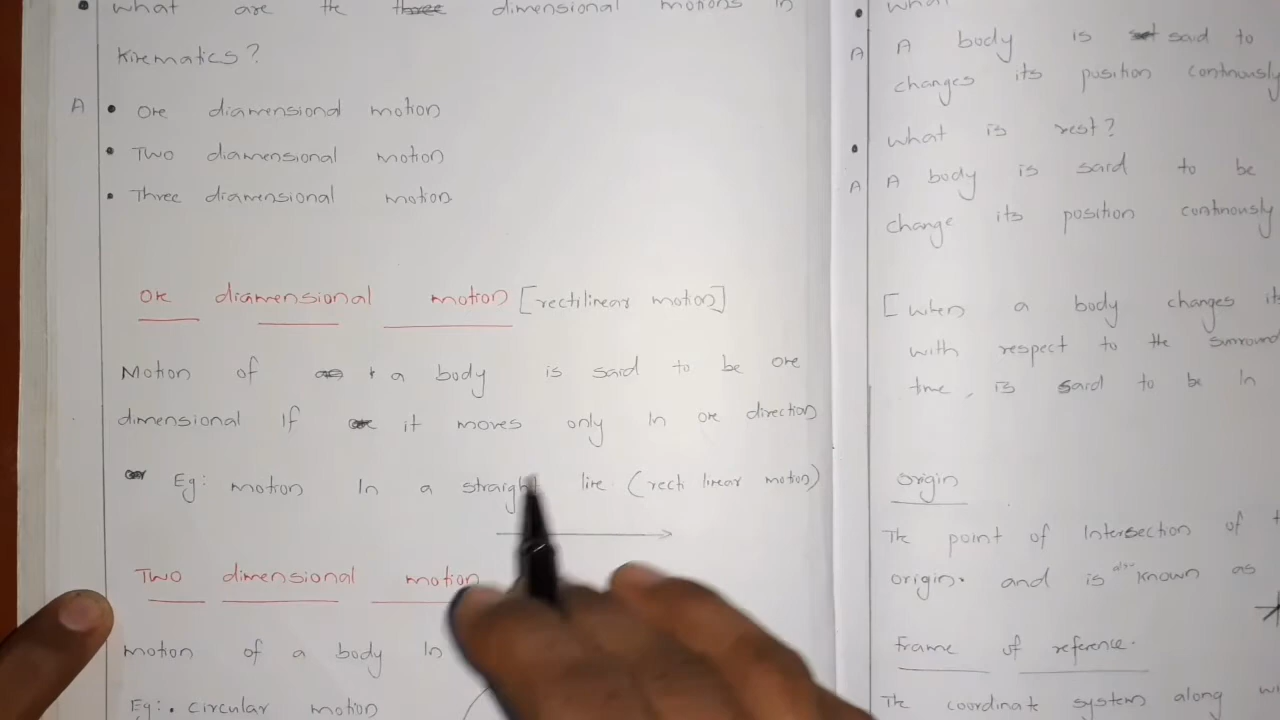 • What are the dimensional motions in
Kinematics?
A • One diamensional motion
• Two diamensional motion
• Three diamensional motion
One diamensional motion [rectilinear motion]
Motion of a body is said to be one
dimensional if it moves only in one direction
Eg: motion in a straight line (recti linear motion)
Two dimensional motion
motion of a body in
Eg: • circular motion
• what
A A body is said to
changes its position continously
• what is rest?
A A body is said to be
change its position continously
[when a body changes its
with respect to the surround
time, is said to be in
origin
The point of intersection of
origin. and is also known as
frame of reference.
The coordinate system along